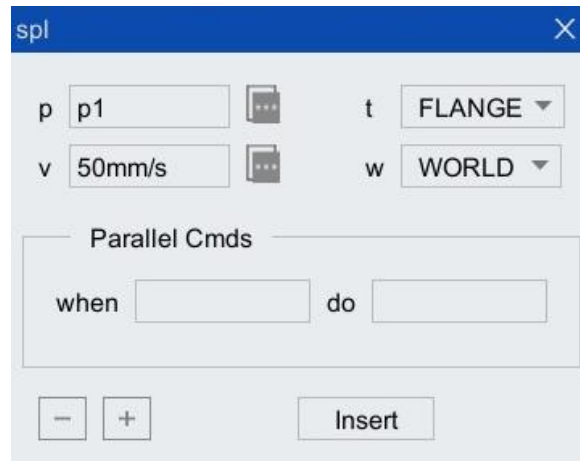 spl
p p1 t FLANGE
v 50mm/s w WORLD
Parallel Cmds
when do
Insert